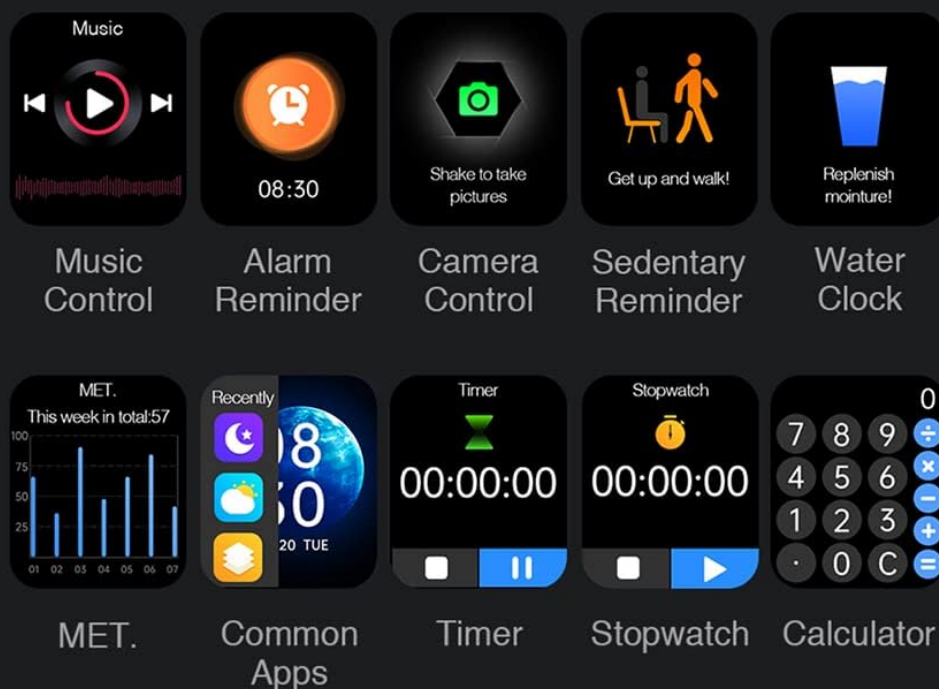 Music
08:30
Shake to take
pictures
Get up and walk!
Replenish
mointure!
Music
Control
Alarm
Reminder
Camera
Control
Sedentary
Reminder
Water
Clock
MET.
This week in total:57
100
75
50
25
01 02 03 04 05 06 07
Recently
08
30
20 TUE
Timer
00:00:00
Stopwatch
00:00:00
0
7 8 9 ÷
4 5 6 ×
1 2 3 −
+
· 0 C =
MET.
Common
Apps
Timer
Stopwatch
Calculator